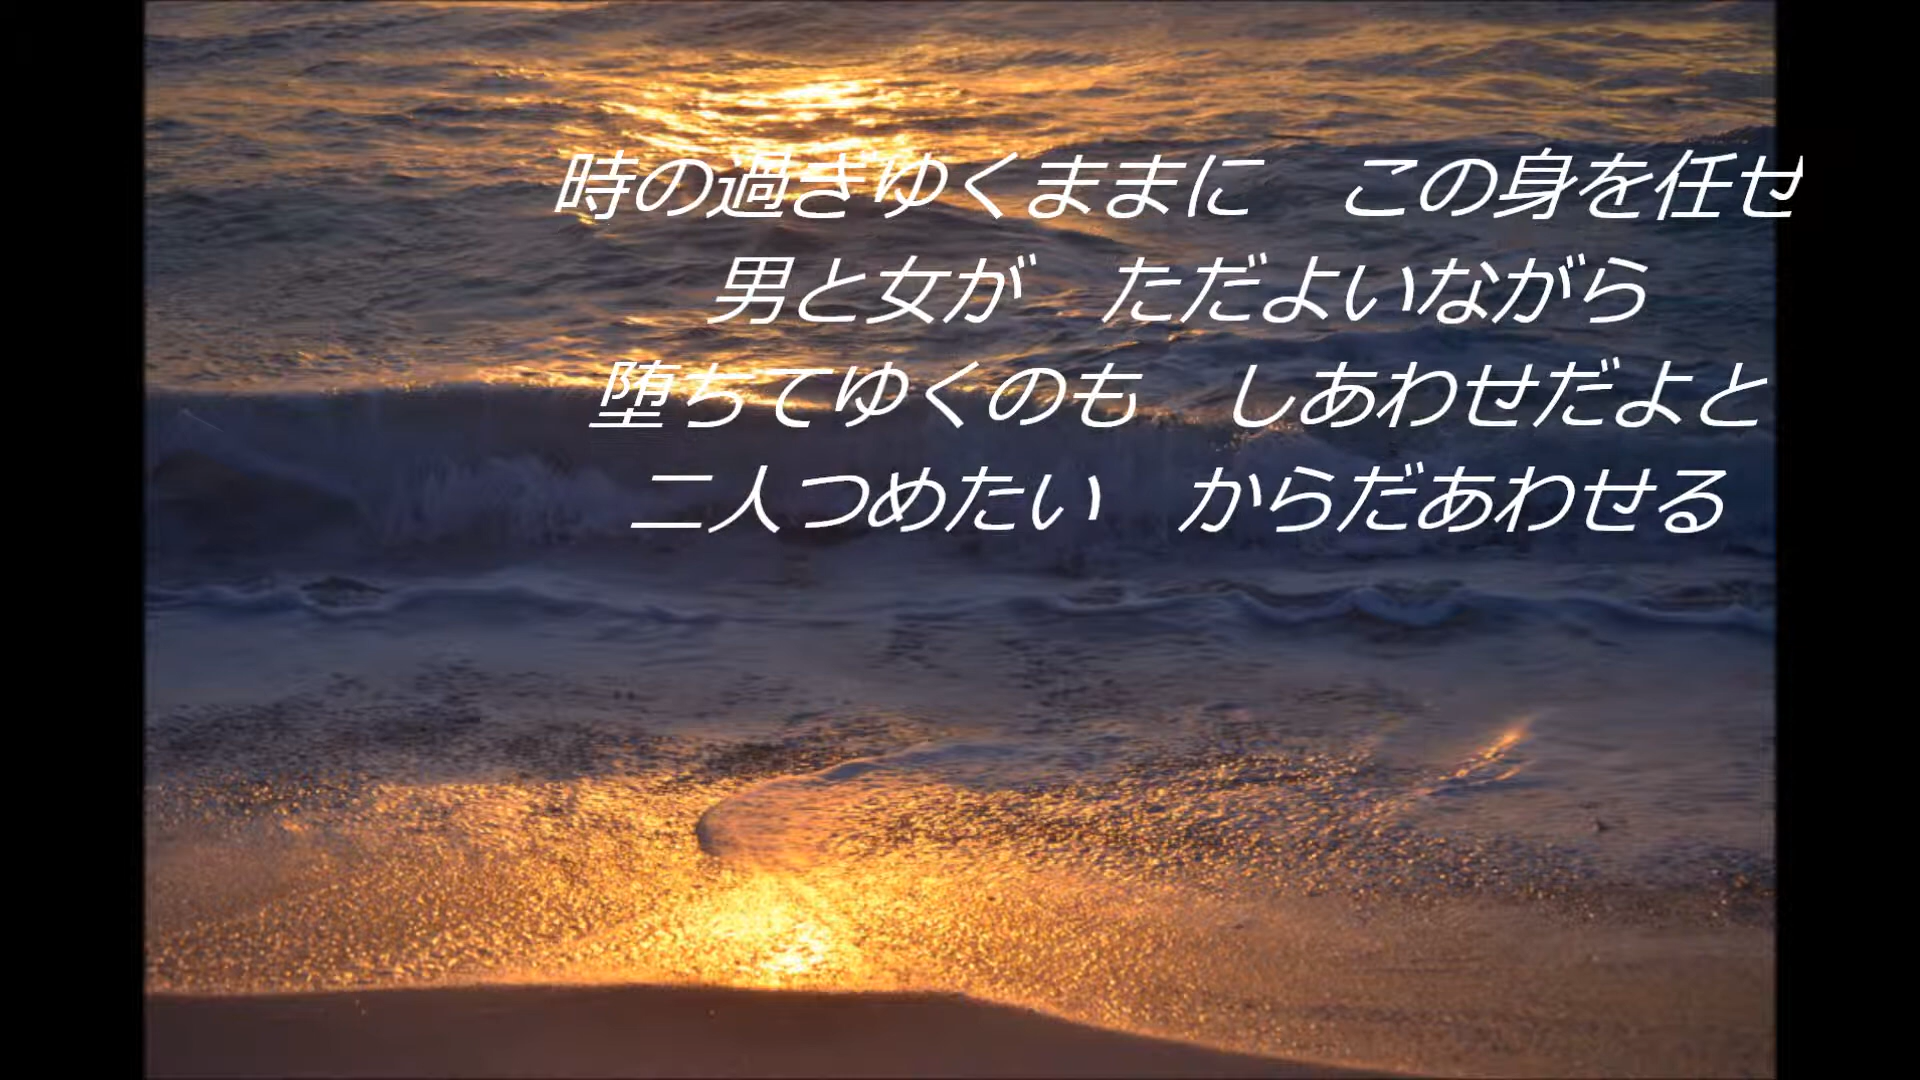 時の過ぎゆくままに　この身を任せ
男と女が　ただよいながら
堕ちてゆくのも　しあわせだよと
二人つめたい　からだあわせる